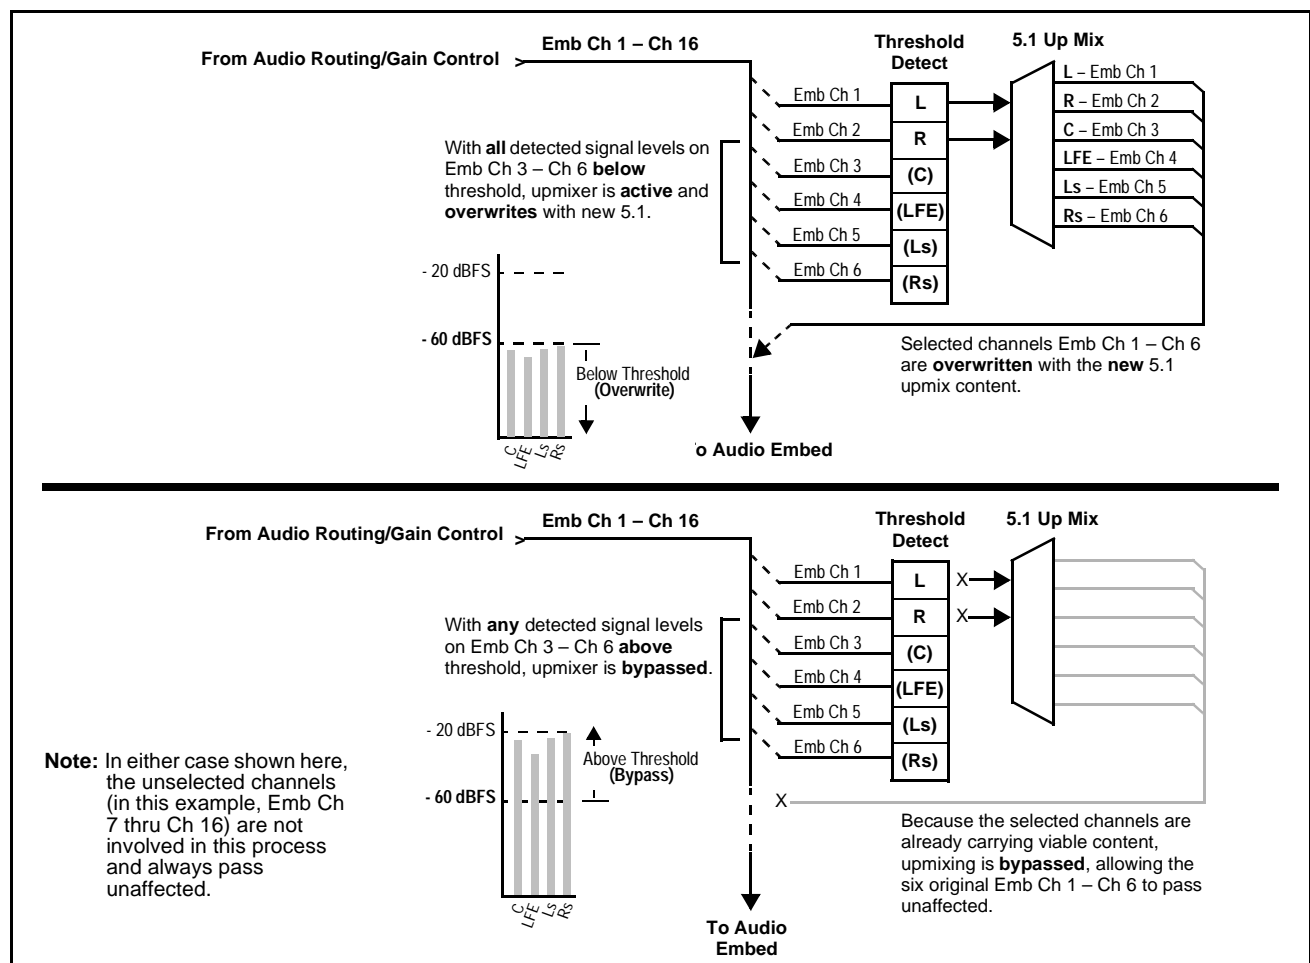 Emb Ch 1 – Ch 16
From Audio Routing/Gain Control
Threshold
Detect
5.1 Up Mix
Emb Ch 1
Emb Ch 2
Emb Ch 3
Emb Ch 4
Emb Ch 5
Emb Ch 6
L
R
(C)
(LFE)
(Ls)
(Rs)
L – Emb Ch 1
R – Emb Ch 2
C – Emb Ch 3
LFE – Emb Ch 4
Ls – Emb Ch 5
Rs – Emb Ch 6
With all detected signal levels on
Emb Ch 3 – Ch 6 below
threshold, upmixer is active and
overwrites with new 5.1.
- 20 dBFS
- 60 dBFS
Below Threshold
(Overwrite)
C
LFE
Ls
Rs
Selected channels Emb Ch 1 – Ch 6
are overwritten with the new 5.1
upmix content.
o Audio Embed
Emb Ch 1 – Ch 16
From Audio Routing/Gain Control
Threshold
Detect
5.1 Up Mix
Emb Ch 1
Emb Ch 2
Emb Ch 3
Emb Ch 4
Emb Ch 5
Emb Ch 6
L
R
(C)
(LFE)
(Ls)
(Rs)
X
X
With any detected signal levels
on Emb Ch 3 – Ch 6 above
threshold, upmixer is bypassed.
- 20 dBFS
- 60 dBFS
Above Threshold
(Bypass)
C
LFE
Ls
Rs
X
Note: In either case shown here,
the unselected channels
(in this example, Emb Ch
7 thru Ch 16) are not
involved in this process
and always pass
unaffected.
Because the selected channels are
already carrying viable content,
upmixing is bypassed, allowing the
six original Emb Ch 1 – Ch 6 to pass
unaffected.
To Audio
Embed